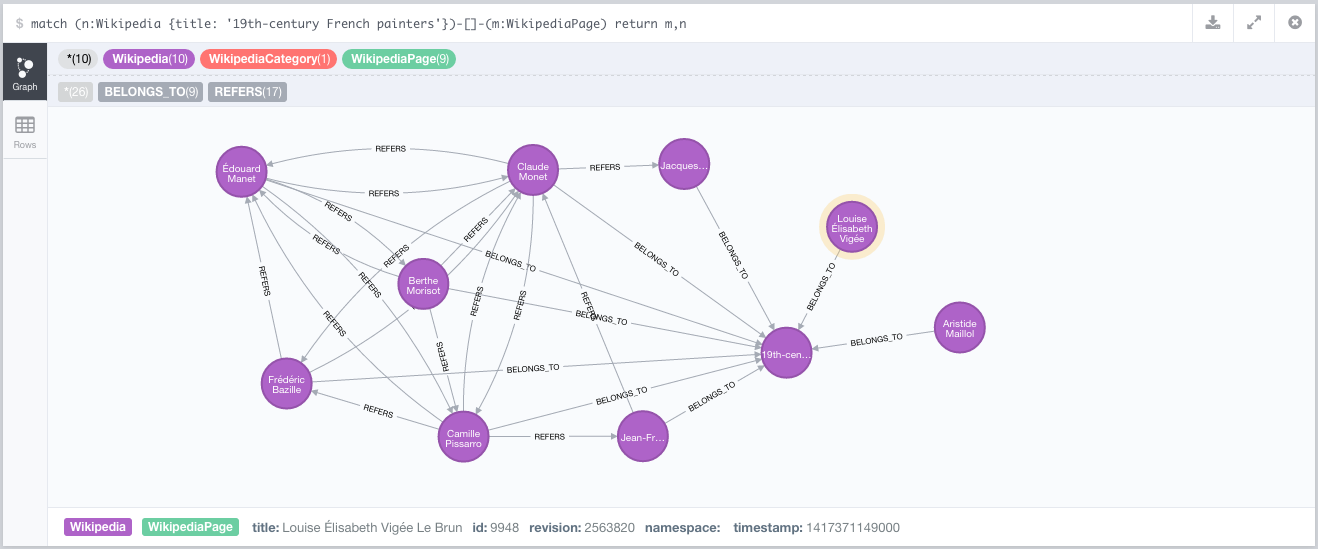 $ match (n:Wikipedia {title: '19th-century French painters'})-[]-(m:WikipediaPage) return m,n
Graph
Rows
*(10) Wikipedia(10) WikipediaCategory(1) WikipediaPage(9)
*(26) BELONGS_TO(9) REFERS(17)
Édouard
Manet
REFERS
REFERS
Claude
Monet
REFERS
Jacques...
Louise
Élisabeth
Vigée
REFERS
REFERS
REFERS
REFERS
REFERS
BELONGS_TO
BELONGS_TO
BELONGS_TO
BELONGS_TO
Berthe
Morisot
REFERS
REFERS
REFERS
REFERS
BELONGS_TO
REFERS
REFERS
19th-cen...
BELONGS_TO
Aristide
Maillol
Frédéric
Bazille
BELONGS_TO
BELONGS_TO
BELONGS_TO
REFERS
Camille
Pissarro
REFERS
Jean-Fr...
Wikipedia WikipediaPage title: Louise Élisabeth Vigée Le Brun id: 9948 revision: 2563820 namespace: timestamp: 1417371149000